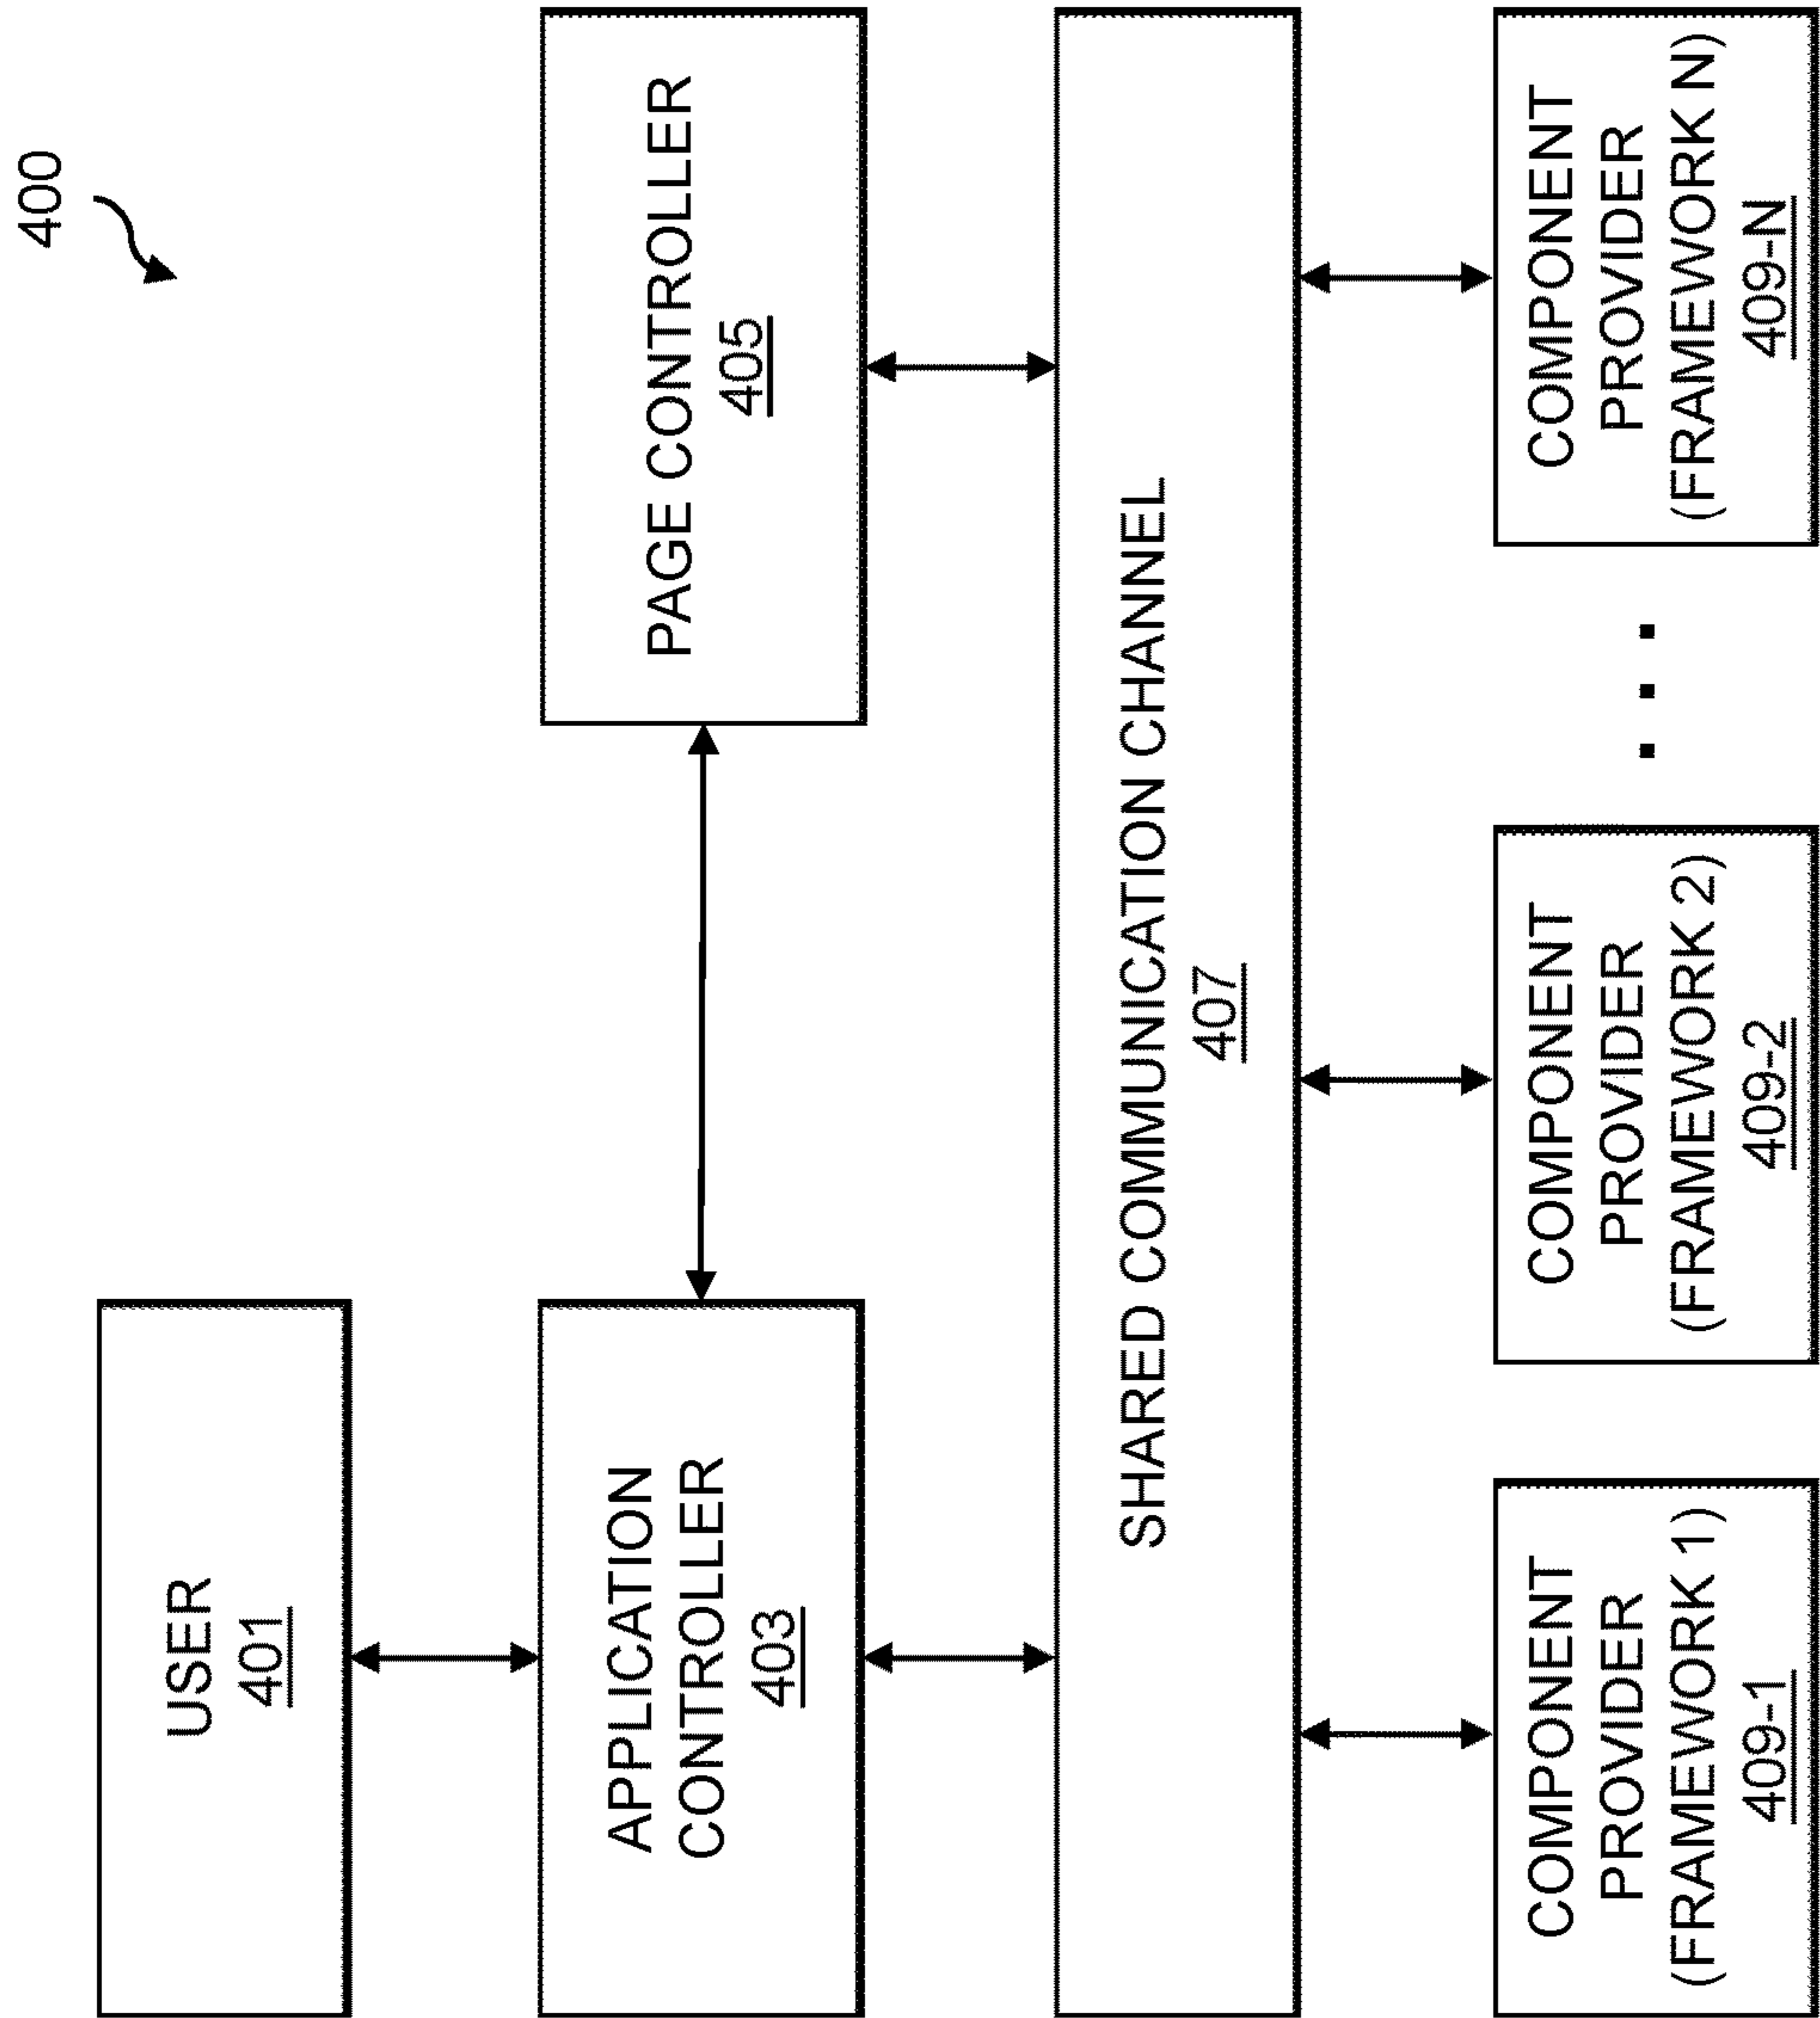 400
USER
401
APPLICATION
CONTROLLER
403
PAGE CONTROLLER
405
SHARED COMMUNICATION CHANNEL
407
COMPONENT
PROVIDER
(FRAMEWORK 1)
409-1
COMPONENT
PROVIDER
(FRAMEWORK 2)
409-2
. . .
COMPONENT
PROVIDER
(FRAMEWORK N)
409-N